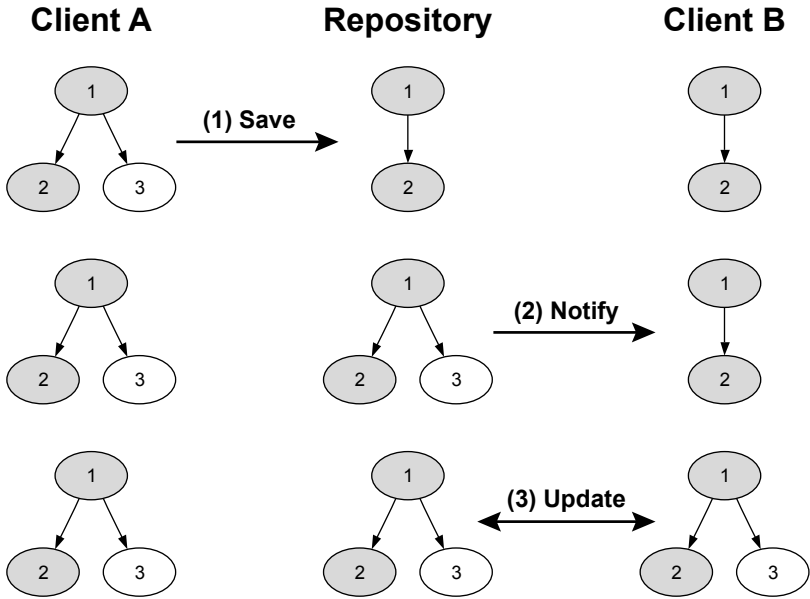 Client A Repository Client B
1 1 1
(1) Save
2 3 2 2
1 1 1
(2) Notify
2 3 2 3 2
1 1 1
(3) Update
2 3 2 3 2 3